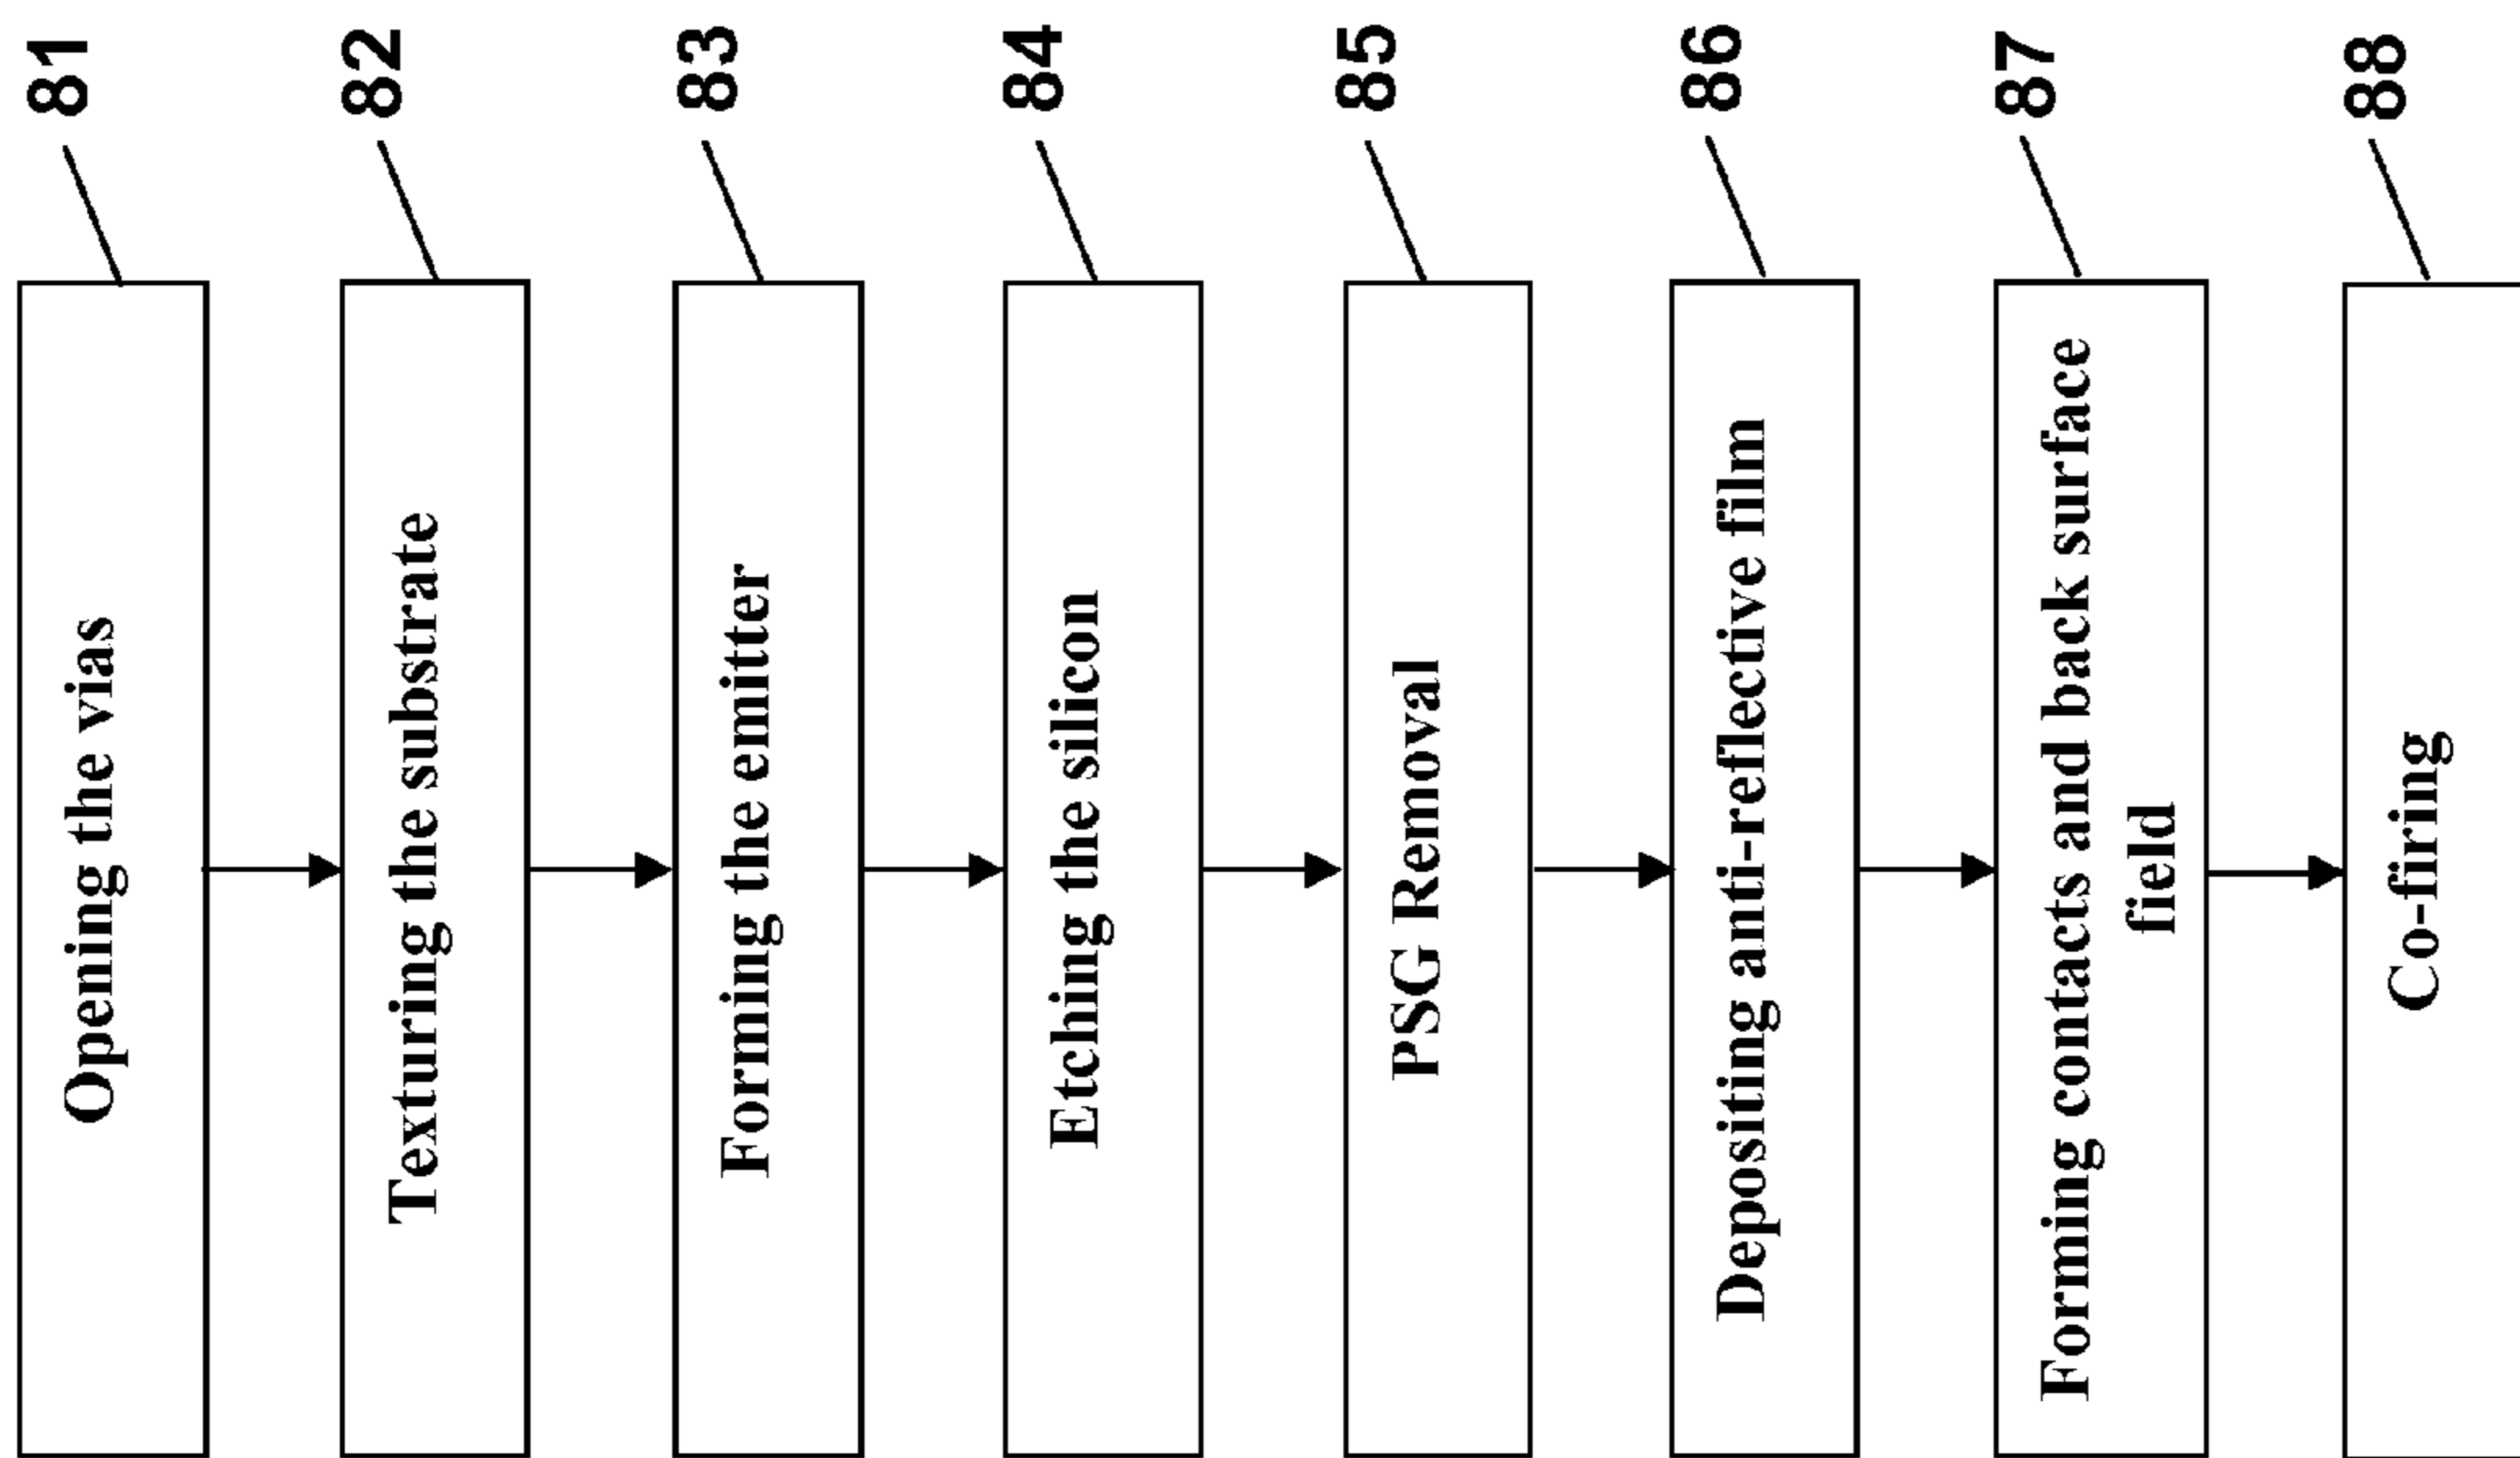 81
Opening the vias
82
Texturing the substrate
83
Forming the emitter
84
Etching the silicon
85
PSG Removal
86
Depositing anti-reflective film
87
Forming contacts and back surface
field
88
Co-firing